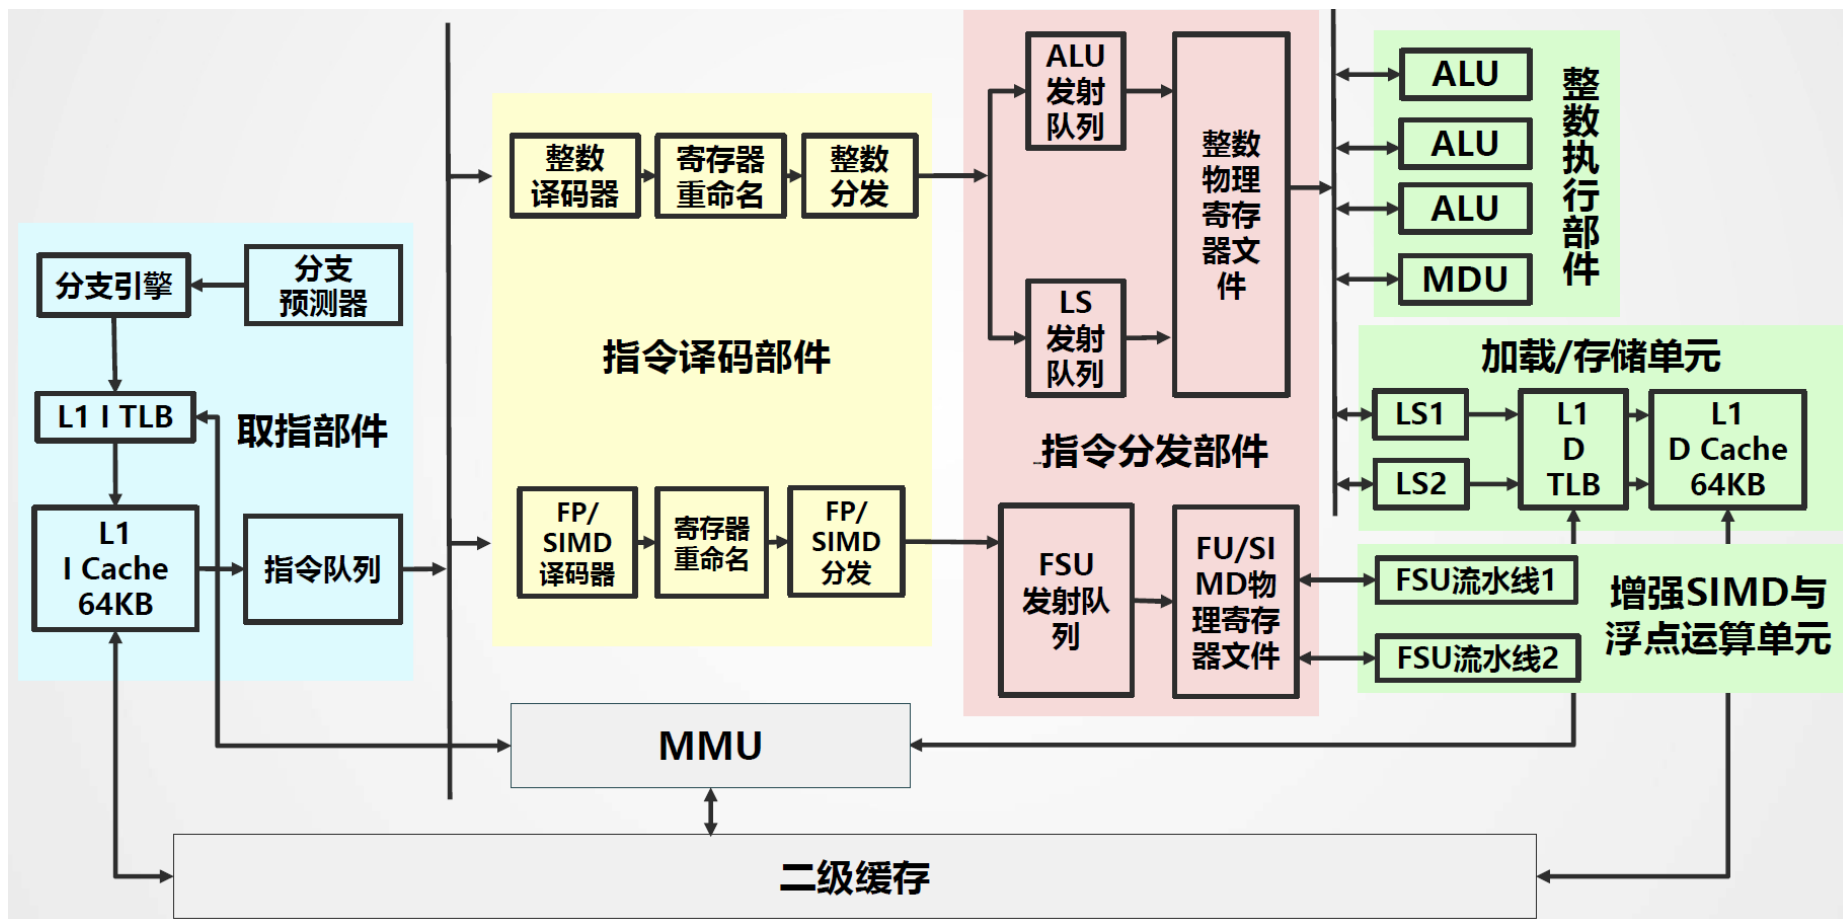 分支引擎
分支
预测器
L1 I TLB
取指部件
L1
I Cache
64KB
指令队列
整数
译码器
寄存器
重命名
整数
分发
指令译码部件
FP/
SIMD
译码器
寄存器
重命名
FP/
SIMD
分发
ALU
发射
队列
LS
发射
队列
整数
物理
寄存
器文
件
指令分发部件
FSU
发射队
列
FU/SI
MD物
理寄存
器文件
ALU
ALU
ALU
MDU
整数执行部件
加载/存储单元
LS1
LS2
L1
D
TLB
L1
D Cache
64KB
FSU流水线1
FSU流水线2
增强SIMD与
浮点运算单元
MMU
二级缓存